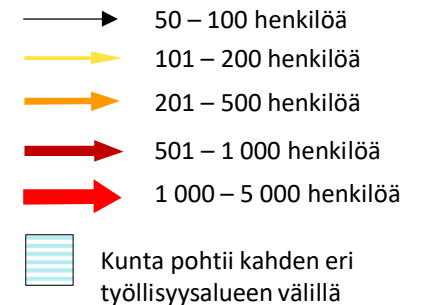 50 – 100 henkilöä
101 – 200 henkilöä
201 – 500 henkilöä
501 – 1 000 henkilöä
1 000 – 5 000 henkilöä
Kunta pohtii kahden eri
työllisyysalueen välillä